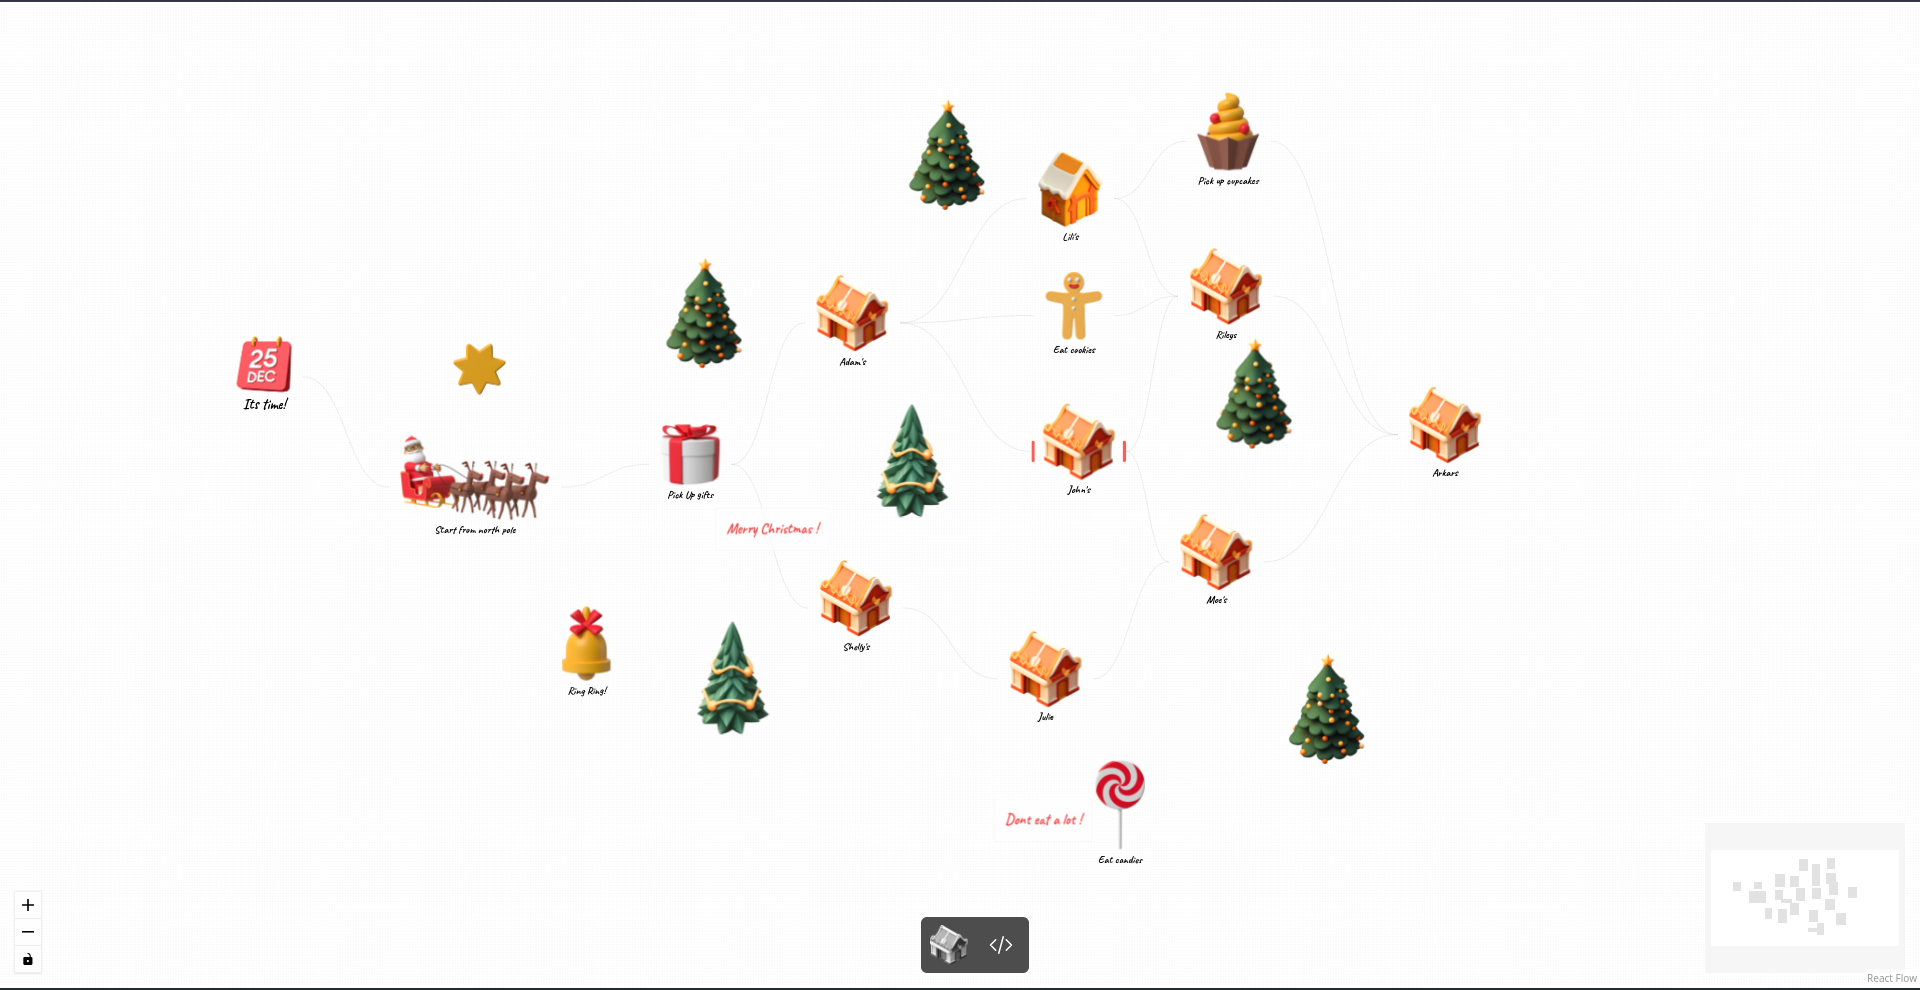 Pick up cupcakes
Lili's
Rileys
Eat cookies
Adam's
25
DEC
Its time!
Arkars
John's
Pick Up gifts
Start from north pole
Merry Christmas !
Moe's
Shelly's
Ring Ring!
Julie
Dont eat a lot !
Eat candies
</>
React Flow